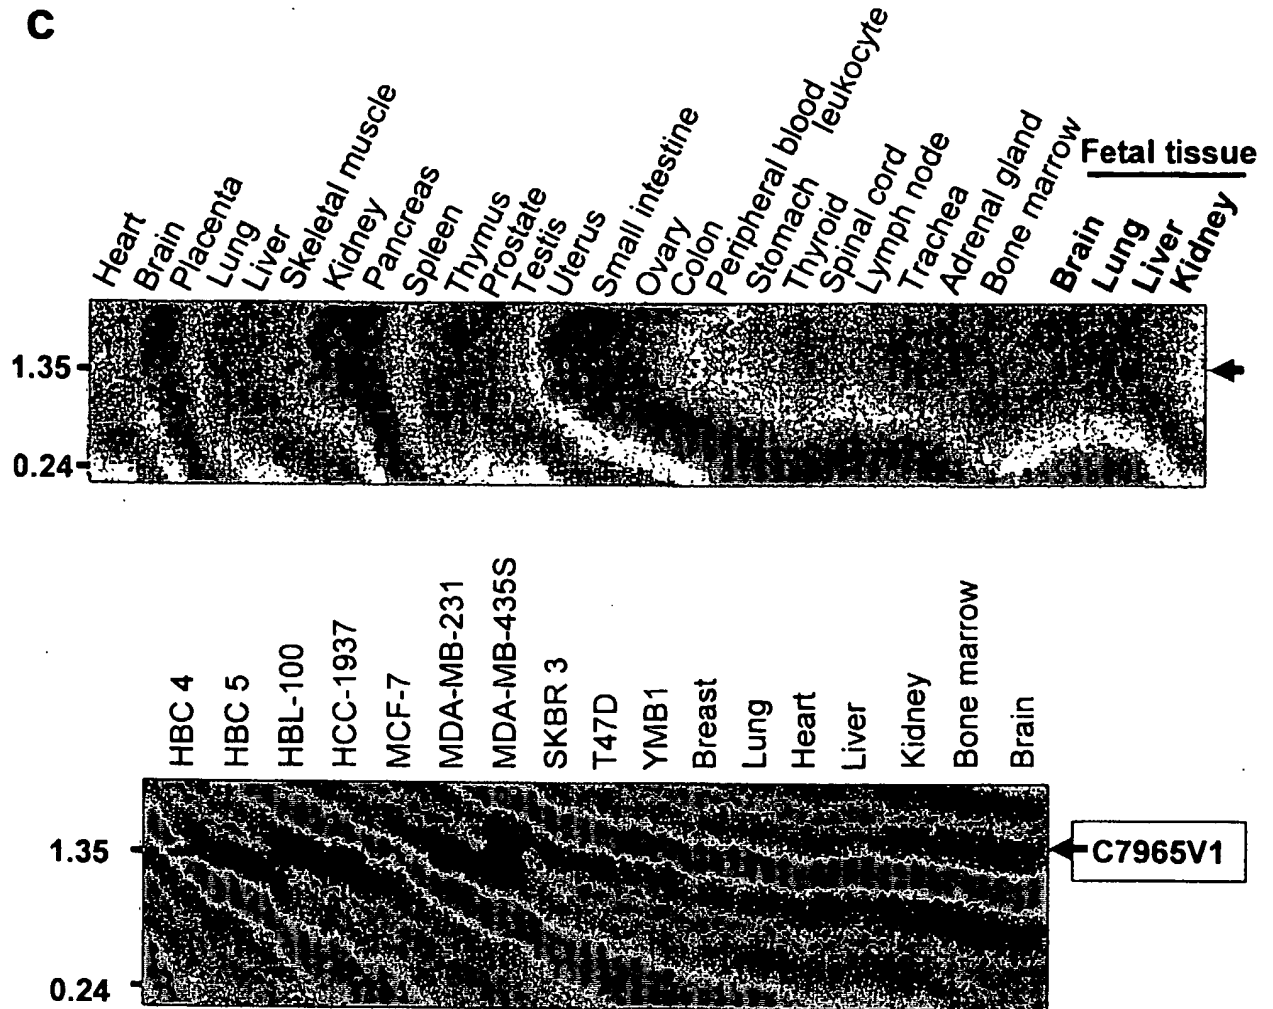 C
Heart
Brain
Placenta
Lung
Liver
Skeletal muscle
Kidney
Pancreas
Spleen
Thymus
Prostate
Testis
Uterus
Small intestine
Ovary
Colon
Peripheral blood
leukocyte
Stomach
Thyroid
Spinal cord
Lymph node
Trachea
Adrenal gland
Bone marrow
Fetal tissue
Brain
Lung
Liver
Kidney
1.35
0.24
HBC 4
HBC 5
HBL-100
HCC-1937
MCF-7
MDA-MB-231
MDA-MB-435S
SKBR 3
T47D
YMB1
Breast
Lung
Heart
Liver
Kidney
Bone marrow
Brain
1.35
C7965V1
0.24